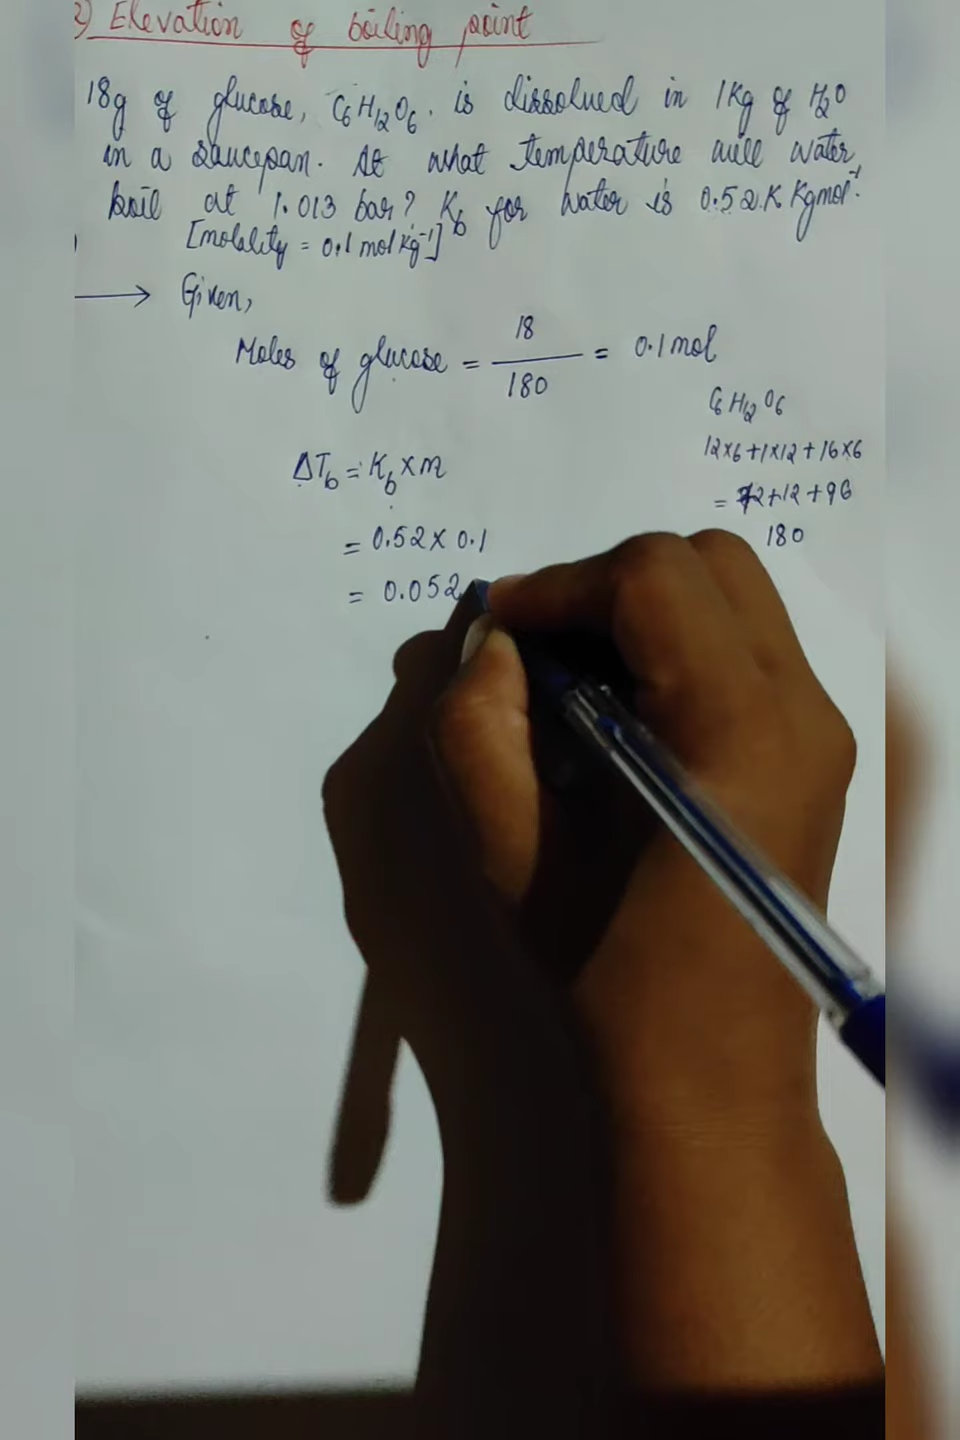 2) Elevation of boiling point
18g of glucose, C6H12O6. is dissolved in 1Kg of H2O
in a saucepan. At what temperature will water
boil at 1.013 bar? Kb for water is 0.52 K Kgmol⁻¹.
[molality = 0.1 mol kg⁻¹]
→ Given,
Moles of glucose = 18/180 = 0.1 mol
C6H12O6
12×6+1×12+16×6
= 72+12+96
180
ΔTb = Kb × m
= 0.52 × 0.1
= 0.052